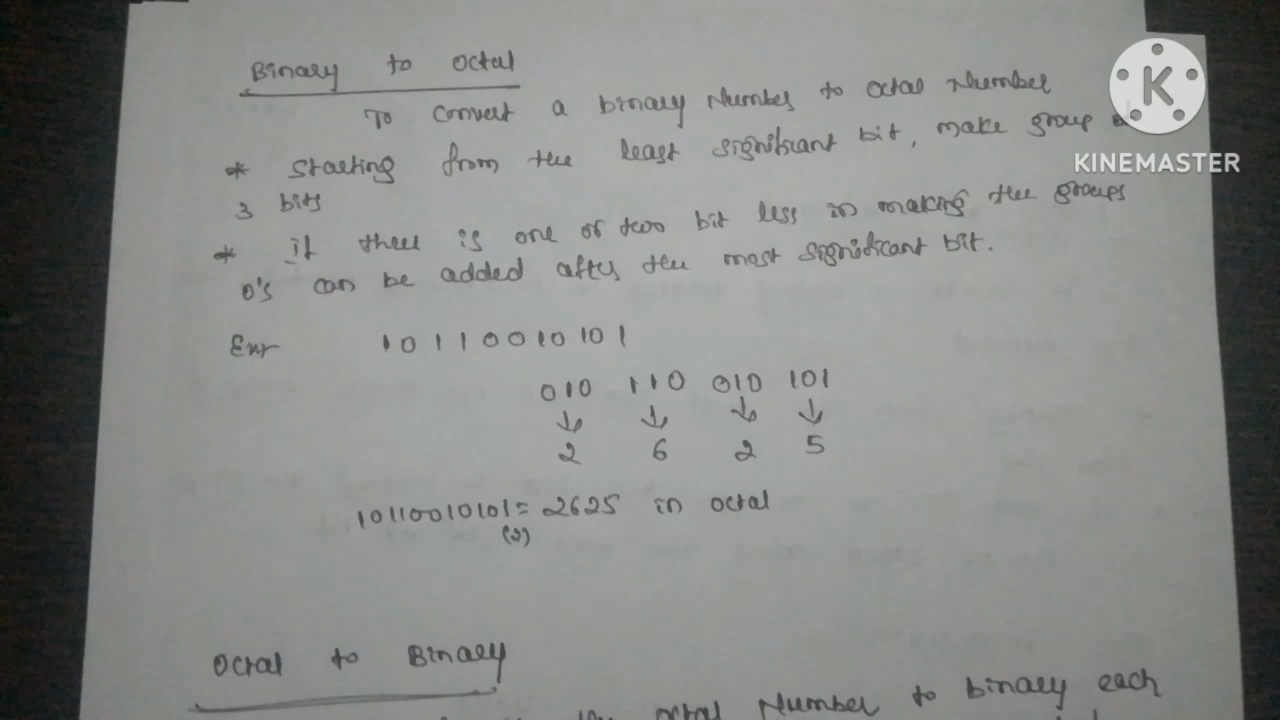 Binary to Octal
To convert a binary Number to octal Number
* Starting from the least significant bit, make group
3 bits
* if there is one or two bit less in making the groups
0's can be added after the most significant bit.
10110010101
010 110 010 101
↓ ↓ ↓ ↓
2 6 2 5
10110010101 = 2625 in octal
(2)
Octal to Binary
octal Number to binary each
K
KINEMASTER